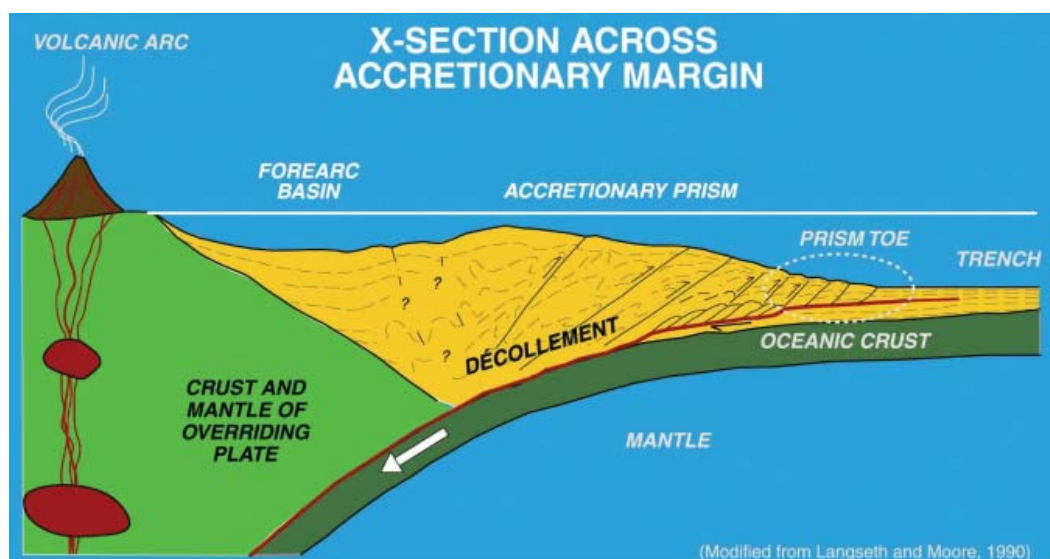 VOLCANIC ARC
X-SECTION ACROSS
ACCRETIONARY MARGIN
FOREARC
BASIN
ACCRETIONARY PRISM
PRISM TOE
TRENCH
?
?
?
DÉCOLLEMENT
OCEANIC CRUST
CRUST AND
MANTLE OF
OVERRIDING
PLATE
MANTLE
(Modified from Langseth and Moore, 1990)